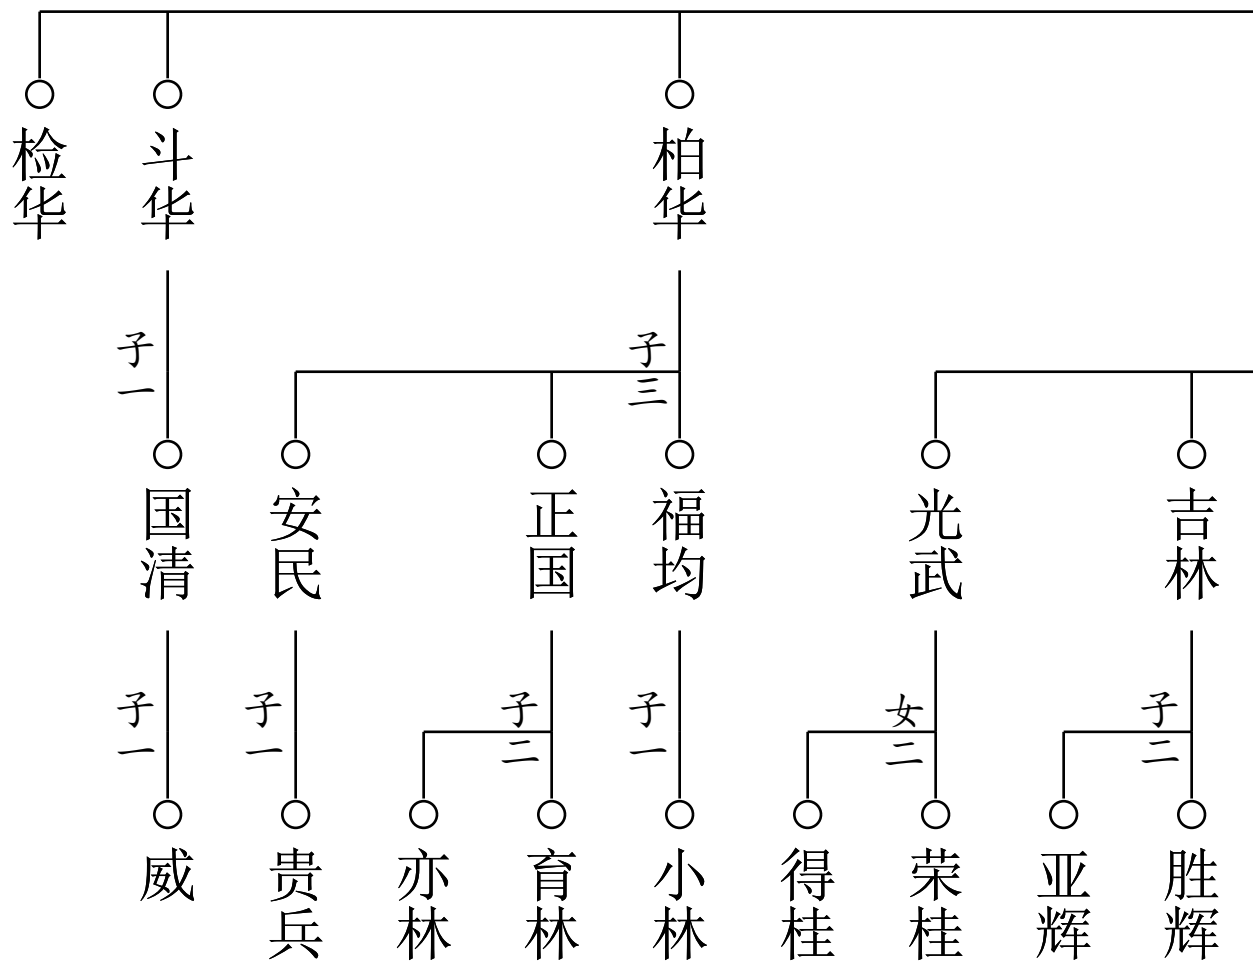 检华
斗华
柏华
子一
子三
国清
安民
正国
福均
光武
吉林
子一
子一
子二
子一
女二
子二
威
贵兵
亦林
育林
小林
得桂
荣桂
亚辉
胜辉